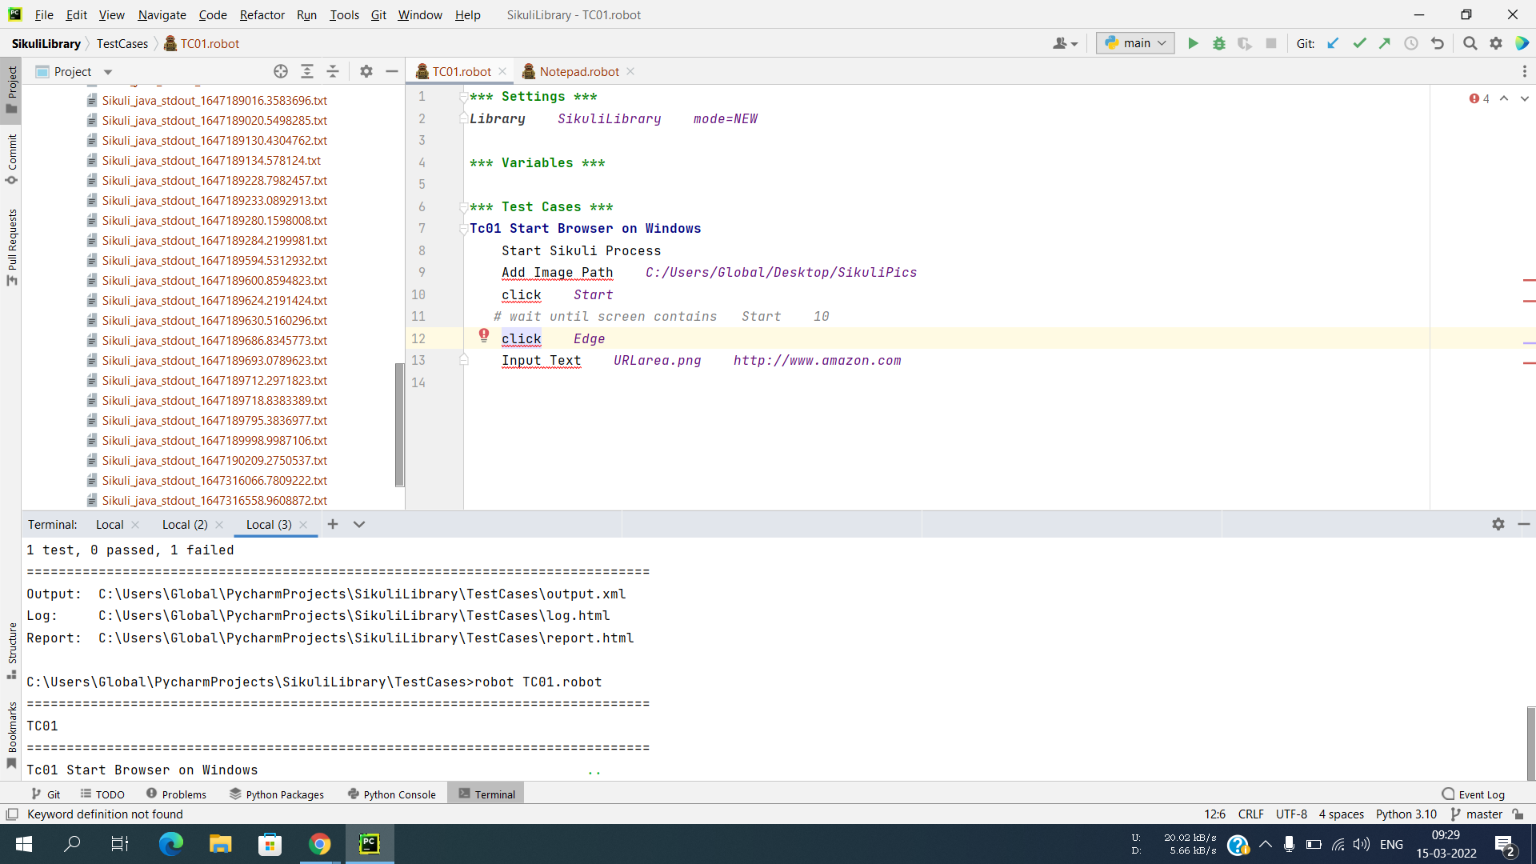 File Edit View Navigate Code Refactor Run Tools Git Window Help SikuliLibrary - TC01.robot
SikuliLibrary TestCases TC01.robot main Git:
Project TC01.robot Notepad.robot
Project
Commit
Pull Requests
Structure
Bookmarks
Sikuli_java_stdout_1647189016.3583696.txt
Sikuli_java_stdout_1647189020.5498285.txt
Sikuli_java_stdout_1647189130.4304762.txt
Sikuli_java_stdout_1647189134.578124.txt
Sikuli_java_stdout_1647189228.7982457.txt
Sikuli_java_stdout_1647189233.0892913.txt
Sikuli_java_stdout_1647189280.1598008.txt
Sikuli_java_stdout_1647189284.2199981.txt
Sikuli_java_stdout_1647189594.5312932.txt
Sikuli_java_stdout_1647189600.8594823.txt
Sikuli_java_stdout_1647189624.2191424.txt
Sikuli_java_stdout_1647189630.5160296.txt
Sikuli_java_stdout_1647189686.8345773.txt
Sikuli_java_stdout_1647189693.0789623.txt
Sikuli_java_stdout_1647189712.2971823.txt
Sikuli_java_stdout_1647189718.8383389.txt
Sikuli_java_stdout_1647189795.3836977.txt
Sikuli_java_stdout_1647189998.9987106.txt
Sikuli_java_stdout_1647190209.2750537.txt
Sikuli_java_stdout_1647316066.7809222.txt
Sikuli_java_stdout_1647316558.9608872.txt
1 *** Settings *** 4
2 Library SikuliLibrary mode=NEW
3
4 *** Variables ***
5
6 *** Test Cases ***
7 Tc01 Start Browser on Windows
8 Start Sikuli Process
9 Add Image Path C:/Users/Global/Desktop/SikuliPics
10 click Start
11 # wait until screen contains Start 10
12 click Edge
13 Input Text URLarea.png http://www.amazon.com
14
Terminal: Local Local (2) Local (3)
1 test, 0 passed, 1 failed
==============================================================================
Output: C:\Users\Global\PycharmProjects\SikuliLibrary\TestCases\output.xml
Log: C:\Users\Global\PycharmProjects\SikuliLibrary\TestCases\log.html
Report: C:\Users\Global\PycharmProjects\SikuliLibrary\TestCases\report.html
C:\Users\Global\PycharmProjects\SikuliLibrary\TestCases>robot TC01.robot
==============================================================================
TC01
==============================================================================
Tc01 Start Browser on Windows ..
Git TODO Problems Python Packages Python Console Terminal Event Log
Keyword definition not found 12:6 CRLF UTF-8 4 spaces Python 3.10 master
U: 20.02 kB/s
D: 5.66 kB/s
ENG
09:29
15-03-2022
2